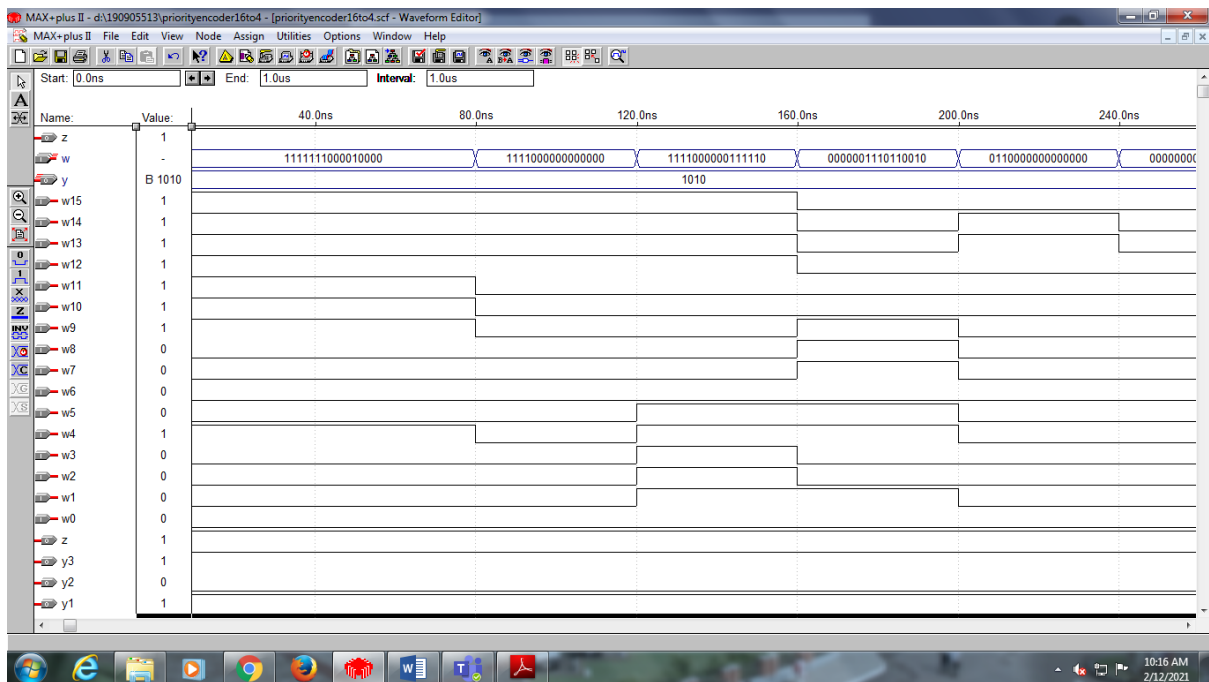 MAX+plus II - d:\190905513\priorityencoder16to4 - [priorityencoder16to4.scf - Waveform Editor]
MAX+plus II File Edit View Node Assign Utilities Options Window Help
Start: 0.0ns End: 1.0us Interval: 1.0us
Name: Value: 40.0ns 80.0ns 120.0ns 160.0ns 200.0ns 240.0ns
z 1
w - 1111111000010000 1111000000000000 1111000000111110 0000001110110010 0110000000000000 00000000
y B 1010 1010
w15 1
w14 1
w13 1
w12 1
w11 1
w10 1
w9 1
w8 0
w7 0
w6 0
w5 0
w4 1
w3 0
w2 0
w1 0
w0 0
z 1
y3 1
y2 0
y1 1
10:16 AM
2/12/2021